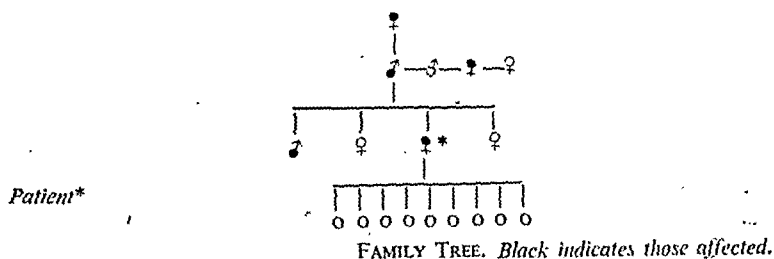 Patient*
*
O O O O O O O O O
FAMILY TREE. Black indicates those affected.